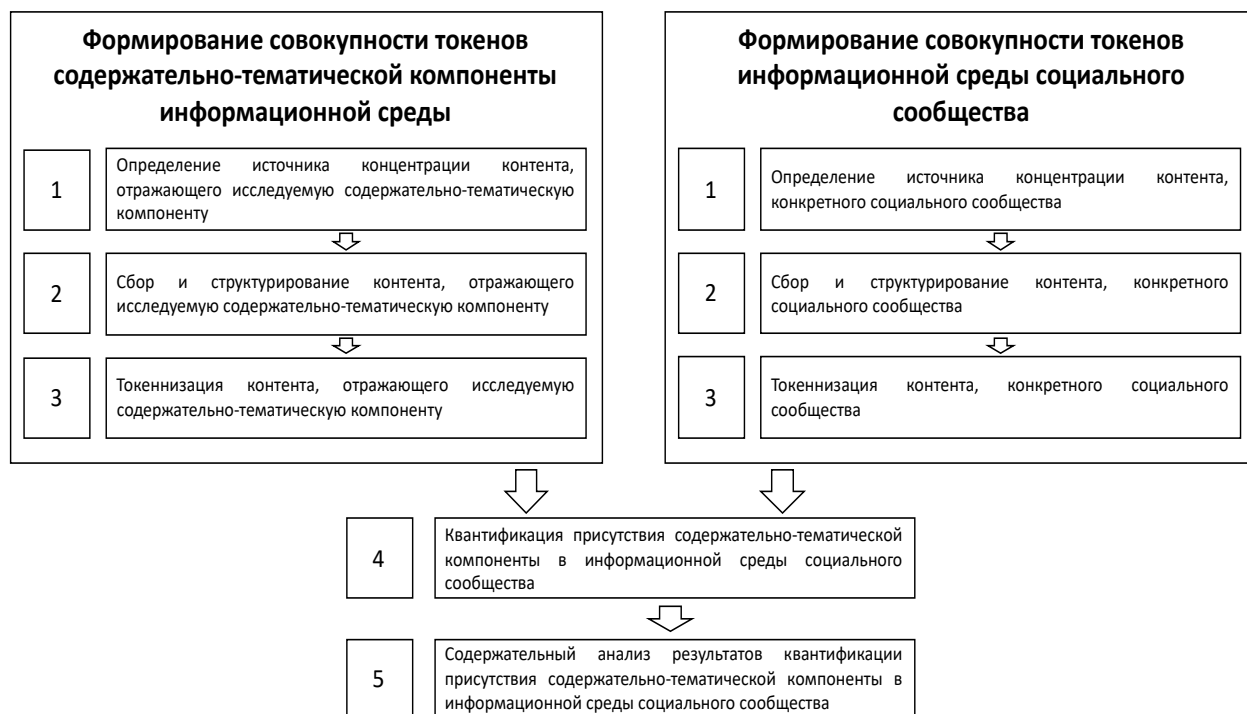 Формирование совокупности токенов
содержательно-тематической компоненты
информационной среды
1
Определение источника концентрации контента,
отражающего исследуемую содержательно-тематическую
компоненту
2
Сбор и структурирование контента, отражающего
исследуемую содержательно-тематическую компоненту
3
Токеннизация контента, отражающего исследуемую
содержательно-тематическую компоненту
Формирование совокупности токенов
информационной среды социального
сообщества
1
Определение источника концентрации контента,
конкретного социального сообщества
2
Сбор и структурирование контента, конкретного
социального сообщества
3
Токеннизация контента, конкретного социального
сообщества
4
Квантификация присутствия содержательно-тематической
компоненты в информационной среды социального
сообщества
5
Содержательный анализ результатов квантификации
присутствия содержательно-тематической компоненты в
информационной среды социального сообщества